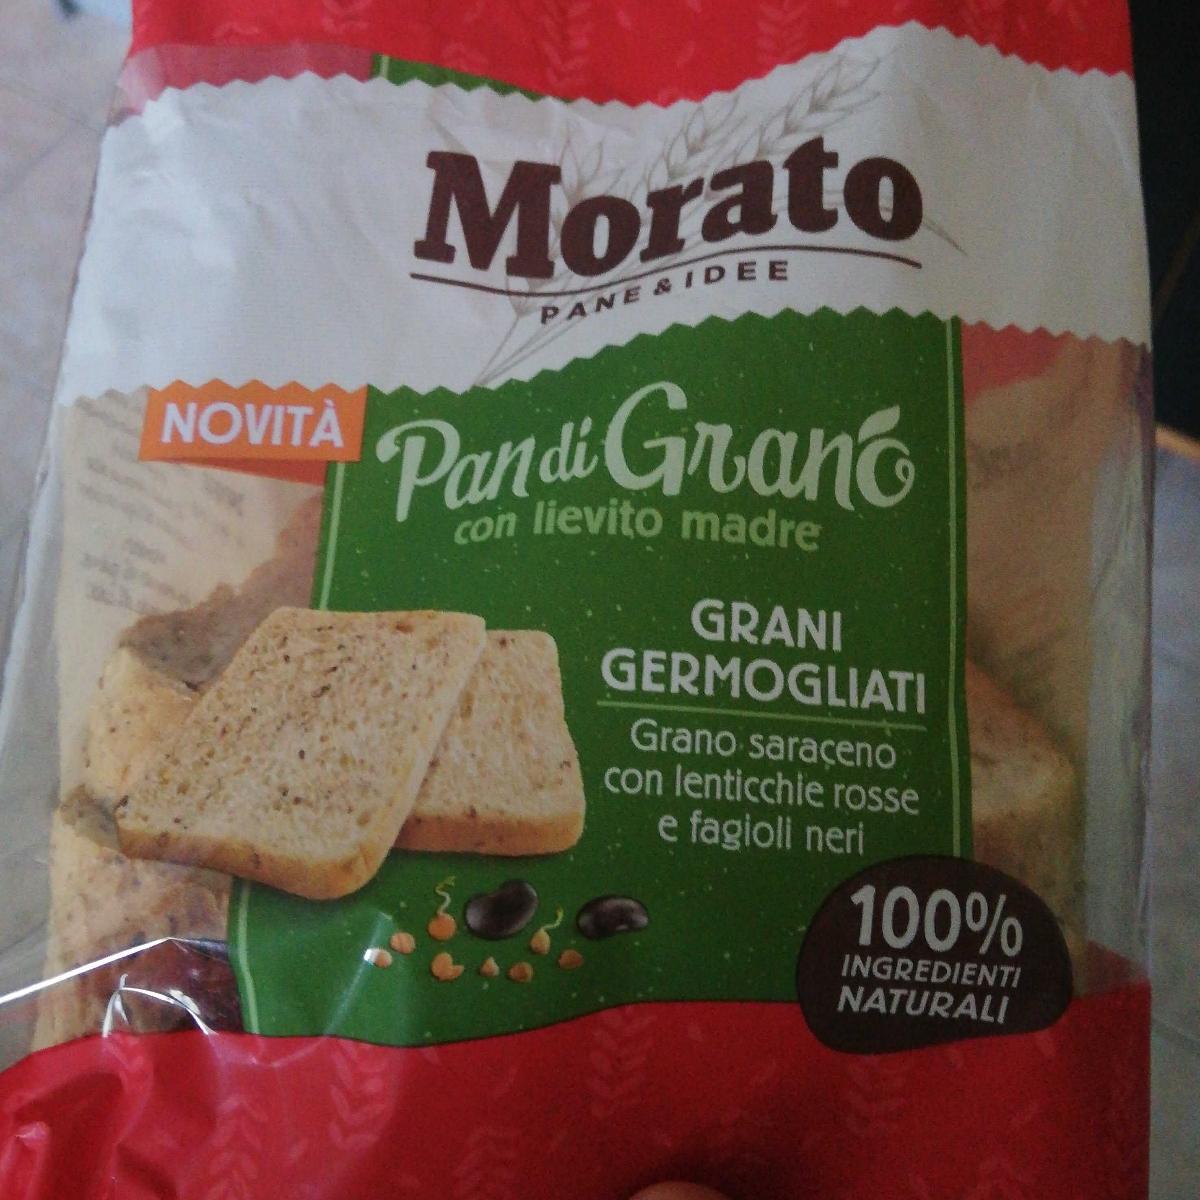 Morato
PANE & IDEE
NOVITÀ
Pan di Grano
con lievito madre
GRANI
GERMOGLIATI
Grano saraceno
con lenticchie rosse
e fagioli neri
100%
INGREDIENTI
NATURALI